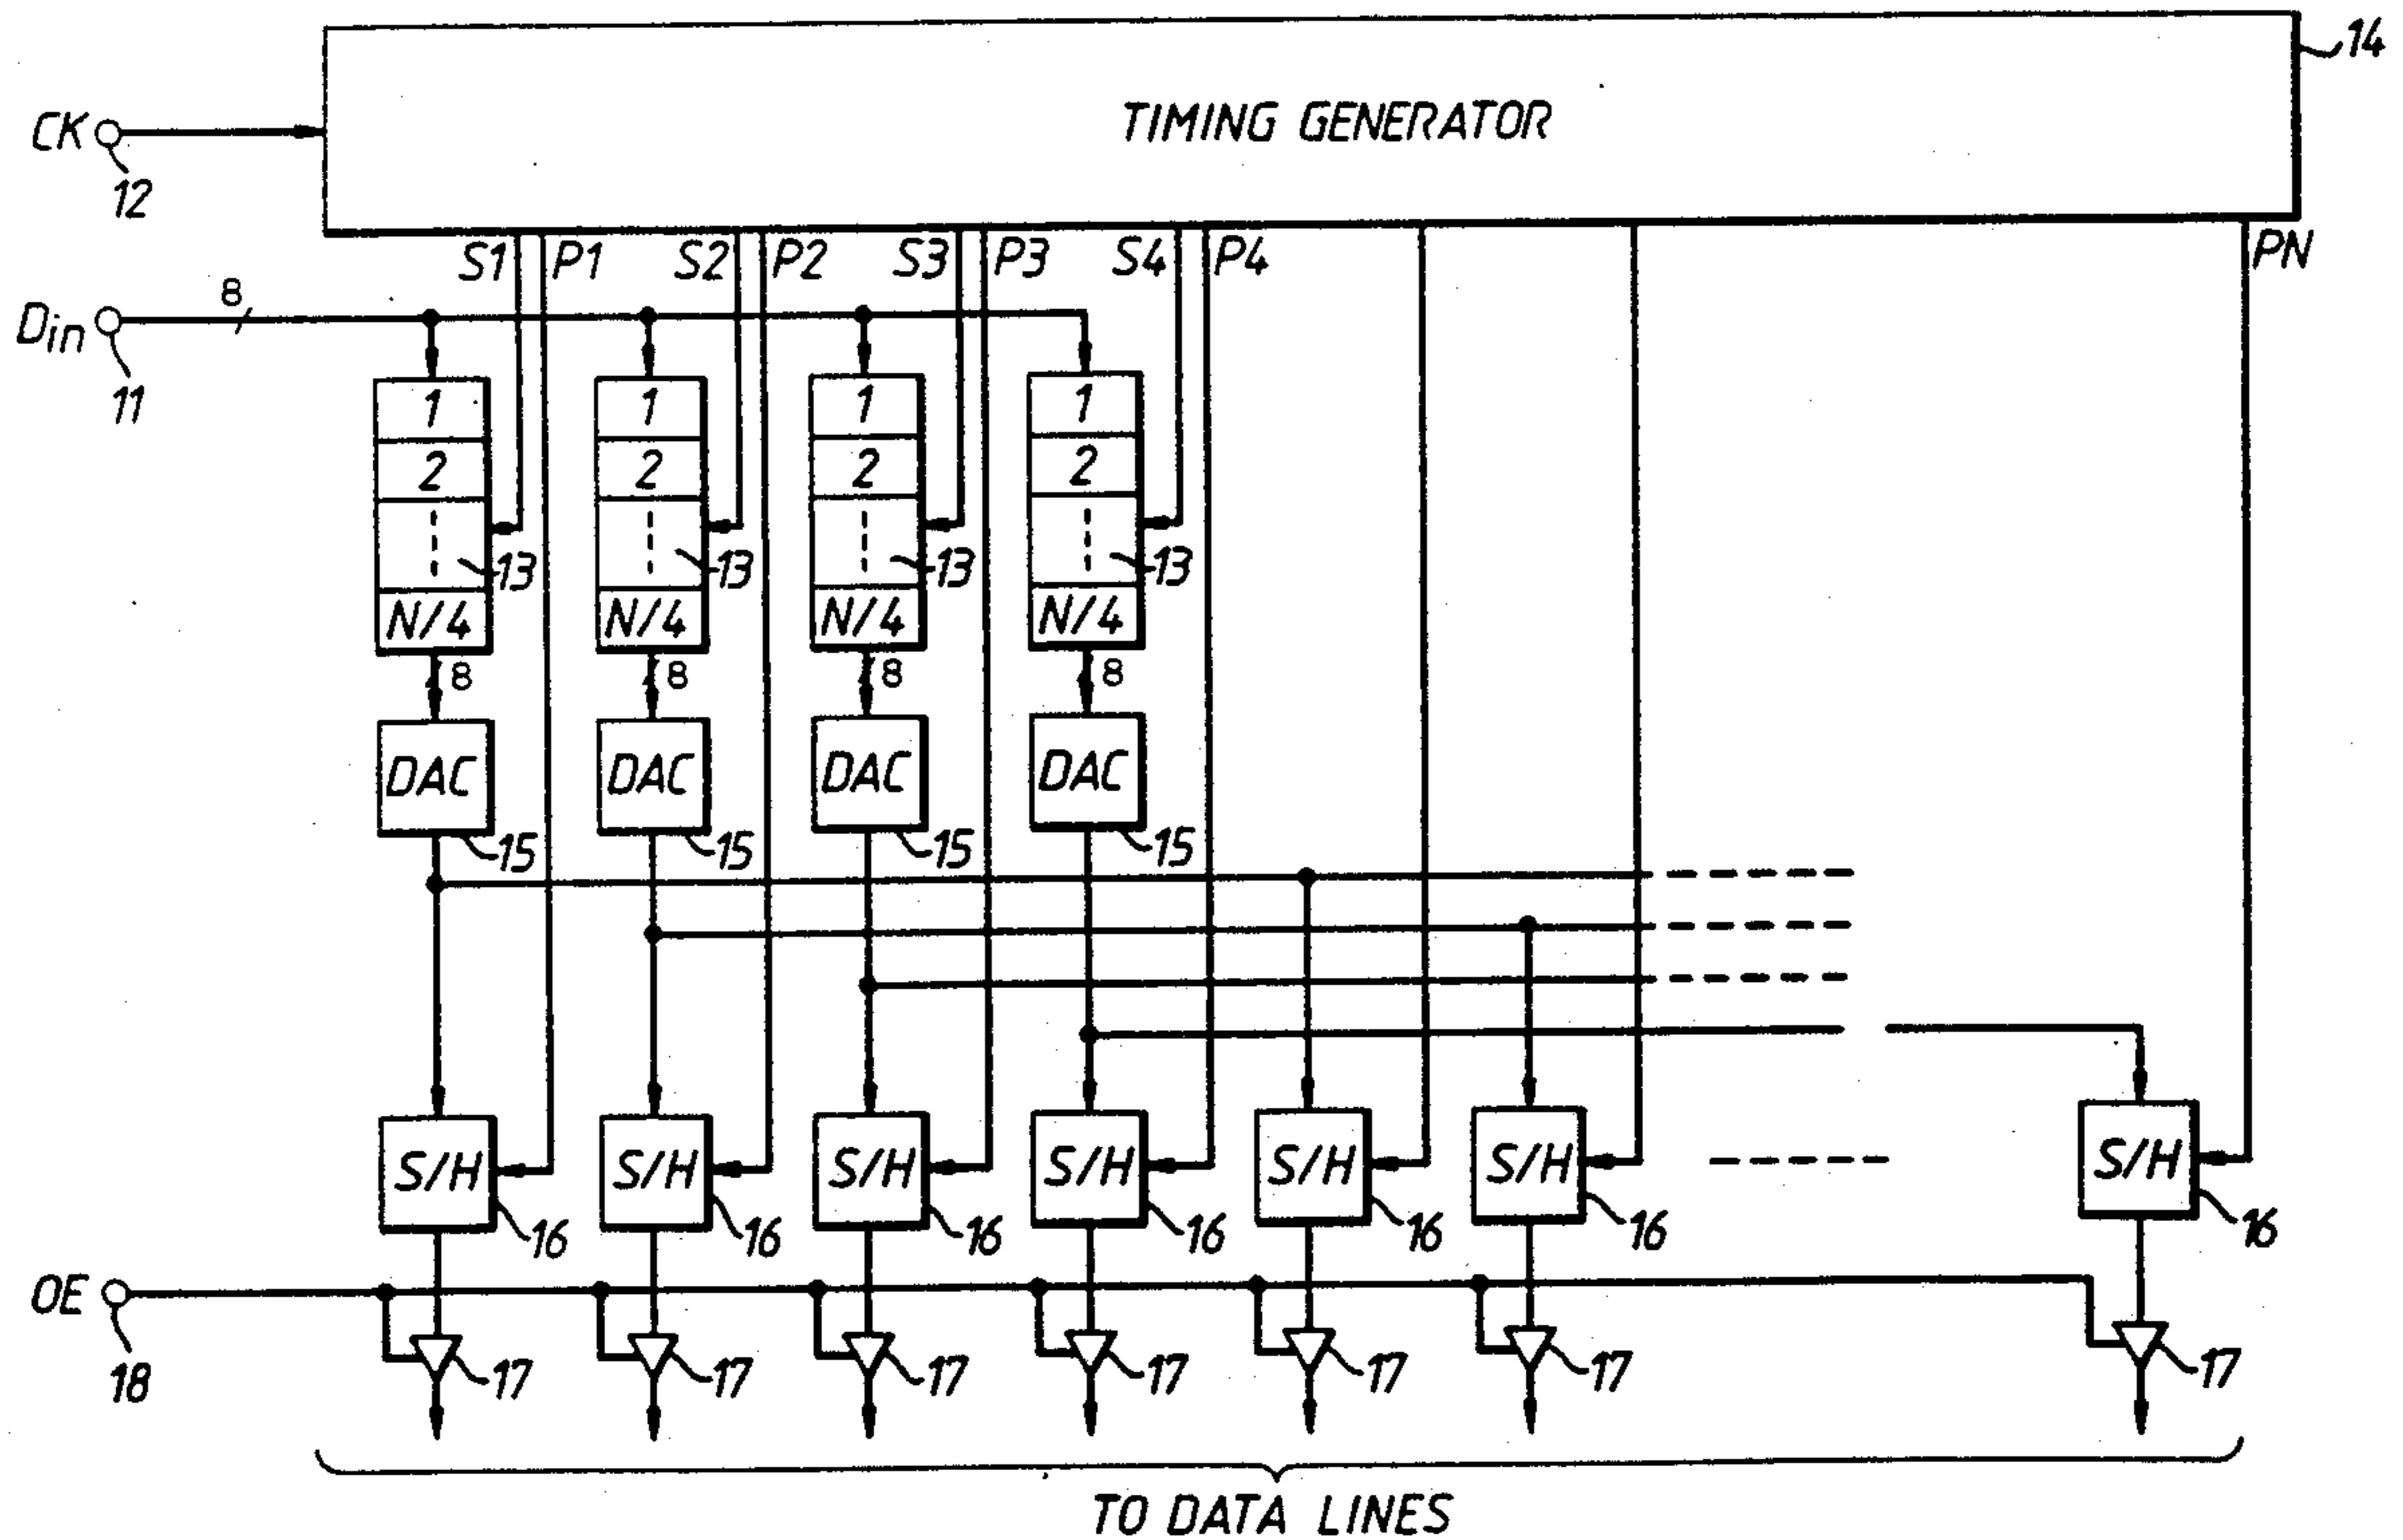 14
TIMING GENERATOR
CK
12
S1 P1 S2 P2 S3 P3 S4 P4 PN
Din
8
11
1 1 1 1
2 2 2 2
13 13 13 13
N/4 N/4 N/4 N/4
8 8 8 8
DAC DAC DAC DAC
15 15 15 15
S/H S/H S/H S/H S/H S/H S/H
16 16 16 16 16 16 16
OE
18
17 17 17 17 17 17 17
TO DATA LINES